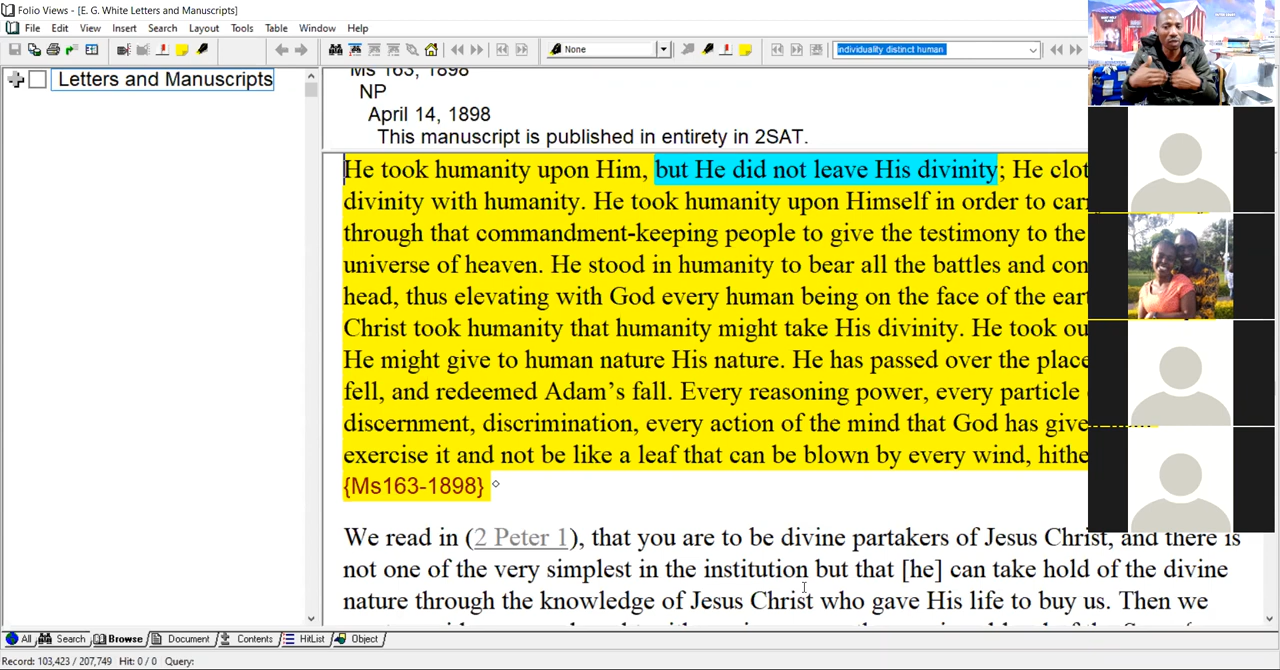 Folio Views - [E. G. White Letters and Manuscripts]
File Edit View Search Layout Tools Table Window Help
None
individuality distinct human
Letters and Manuscripts
Ms 163, 1898
NP
April 14, 1898
This manuscript is published in entirety in 2SAT.
He took humanity upon Him, but He did not leave His divinity; He clot
divinity with humanity. He took humanity upon Himself in order to car
through that commandment-keeping people to give the testimony to the
universe of heaven. He stood in humanity to bear all the battles and con
head, thus elevating with God every human being on the face of the ear
Christ took humanity that humanity might take His divinity. He took ou
He might give to human nature His nature. He has passed over the place
fell, and redeemed Adam's fall. Every reasoning power, every particle
discernment, discrimination, every action of the mind that God has give
exercise it and not be like a leaf that can be blown by every wind, hithe
{Ms163-1898}
We read in (2 Peter 1), that you are to be divine partakers of Jesus Christ, and there is
not one of the very simplest in the institution but that [he] can take hold of the divine
nature through the knowledge of Jesus Christ who gave His life to buy us. Then we
All Search Browse Document Contents HitList Object
Record: 103,423 / 207,749 Hit: 0 / 0 Query: